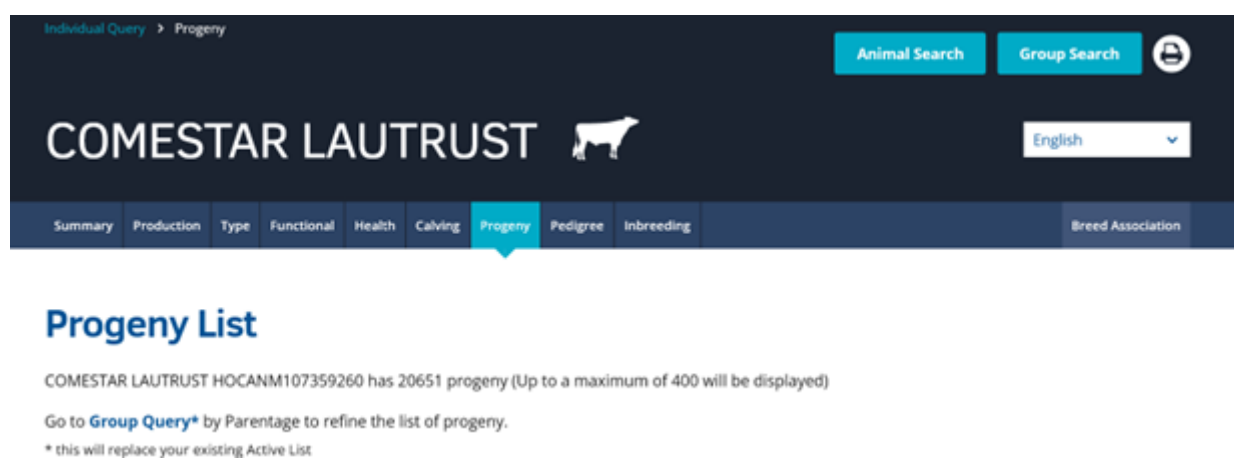 Individual Query > Progeny
Animal Search
Group Search
COMESTAR LAUTRUST
English
Summary Production Type Functional Health Calving Progeny Pedigree Inbreeding Breed Association
Progeny List
COMESTAR LAUTRUST HOCANM107359260 has 20651 progeny (Up to a maximum of 400 will be displayed)
Go to Group Query* by Parentage to refine the list of progeny.
* this will replace your existing Active List